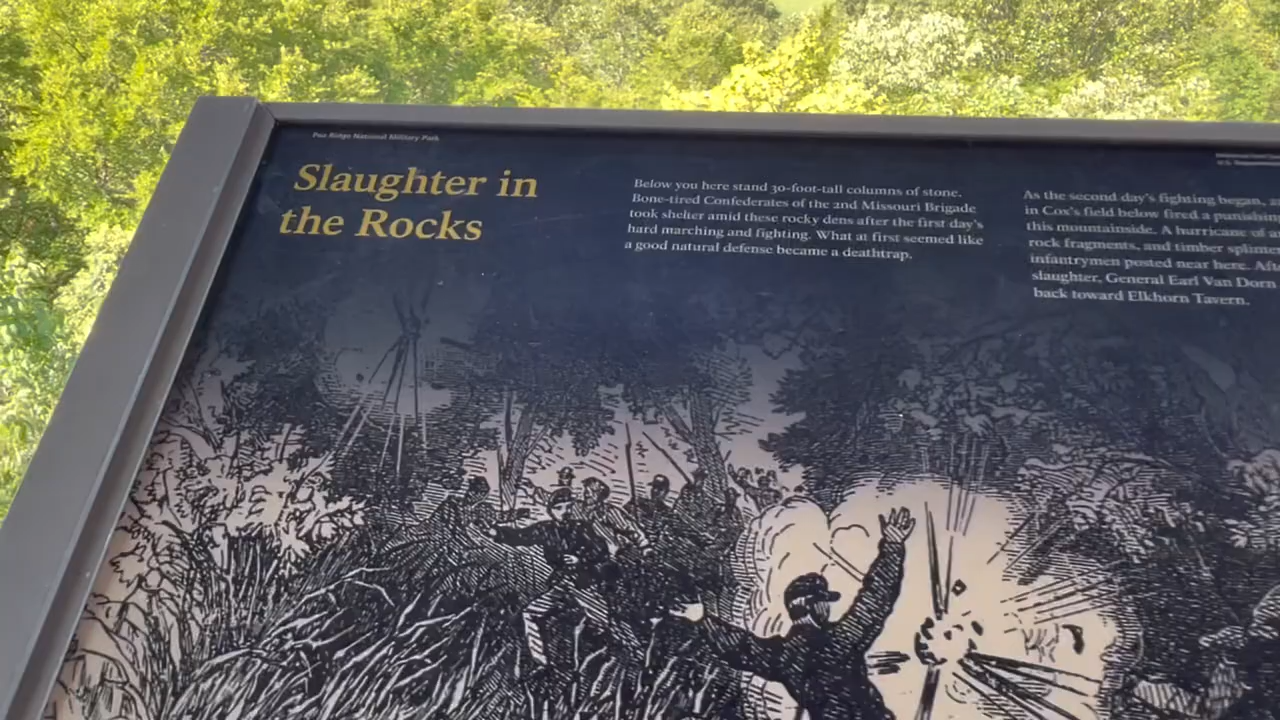 Pea Ridge National Military Park
Slaughter in
the Rocks
Below you here stand 30-foot-tall columns of stone.
Bone-tired Confederates of the 2nd Missouri Brigade
took shelter amid these rocky dens after the first day's
hard marching and fighting. What at first seemed like
a good natural defense became a deathtrap.
As the second day's fighting began,
in Cox's field below fired a punishing
this mountainside. A hurricane of
rock fragments, and timber
infantrymen posted near here.
slaughter, General Earl Van Dorn
back toward Elkhorn Tavern.